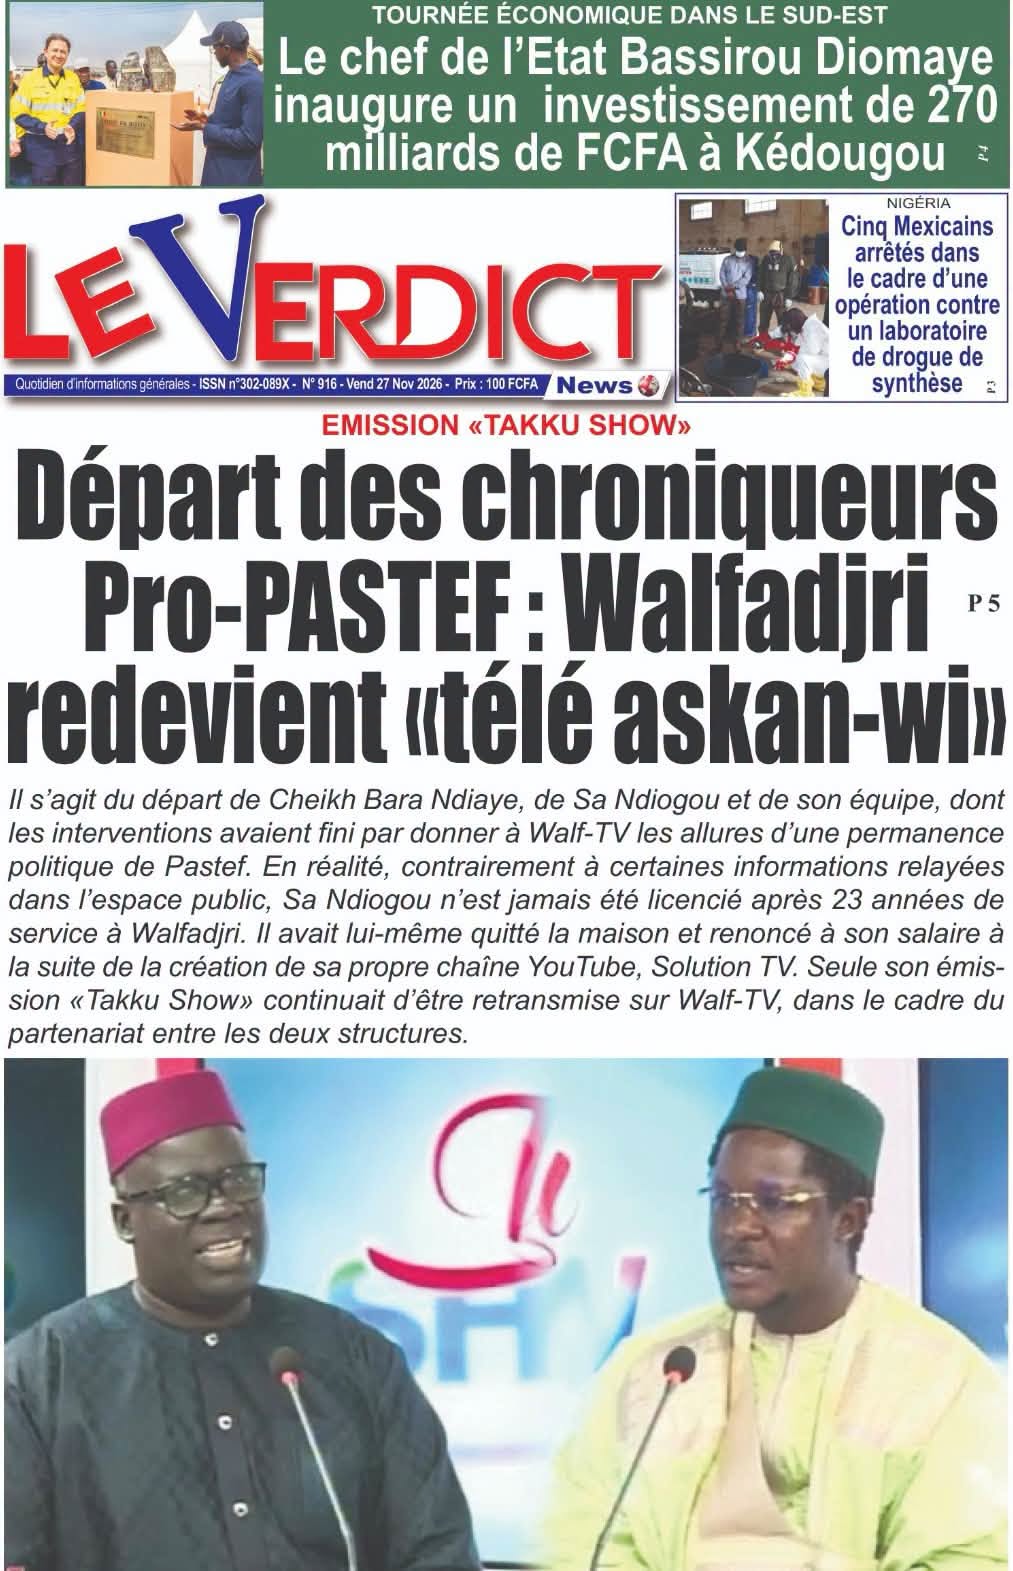 TOURNÉE ÉCONOMIQUE DANS LE SUD-EST
Le chef de l’Etat Bassirou Diomaye
inaugure un investissement de 270
milliards de FCFA à Kédougou
P 4
LE VERDICT
Quotidien d’informations générales - ISSN n°302-089X - N° 916 - Vend 27 Nov 2026 - Prix : 100 FCFA
News
NIGÉRIA
Cinq Mexicains
arrêtés dans
le cadre d’une
opération contre
un laboratoire
de drogue de
synthèse
P 3
EMISSION «TAKKU SHOW»
Départ des chroniqueurs
Pro-PASTEF : Walfadjri
P 5
redevient «télé askan-wi»
Il s’agit du départ de Cheikh Bara Ndiaye, de Sa Ndiogou et de son équipe, dont
les interventions avaient fini par donner à Walf-TV les allures d’une permanence
politique de Pastef. En réalité, contrairement à certaines informations relayées
dans l’espace public, Sa Ndiogou n’est jamais été licencié après 23 années de
service à Walfadjri. Il avait lui-même quitté la maison et renoncé à son salaire à
la suite de la création de sa propre chaîne YouTube, Solution TV. Seule son émis-
sion «Takku Show» continuait d’être retransmise sur Walf-TV, dans le cadre du
partenariat entre les deux structures.